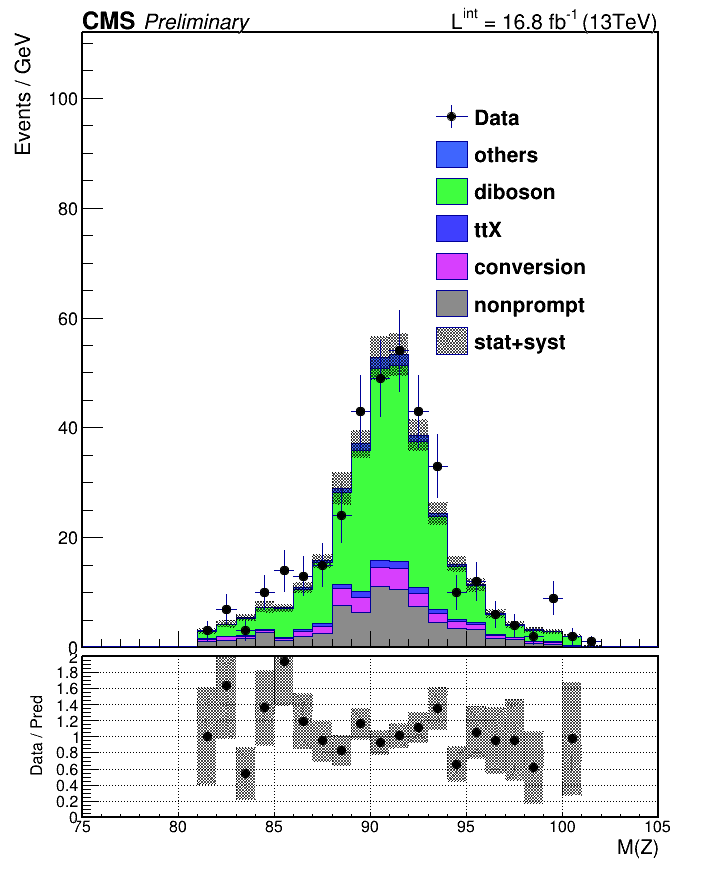 CMS Preliminary L^int = 16.8 fb^-1 (13TeV)
Events / GeV
100
80
60
40
20
0
Data
others
diboson
ttX
conversion
nonprompt
stat+syst
Data / Pred
2
1.8
1.6
1.4
1.2
1
0.8
0.6
0.4
0.2
0
75 80 85 90 95 100 105
M(Z)